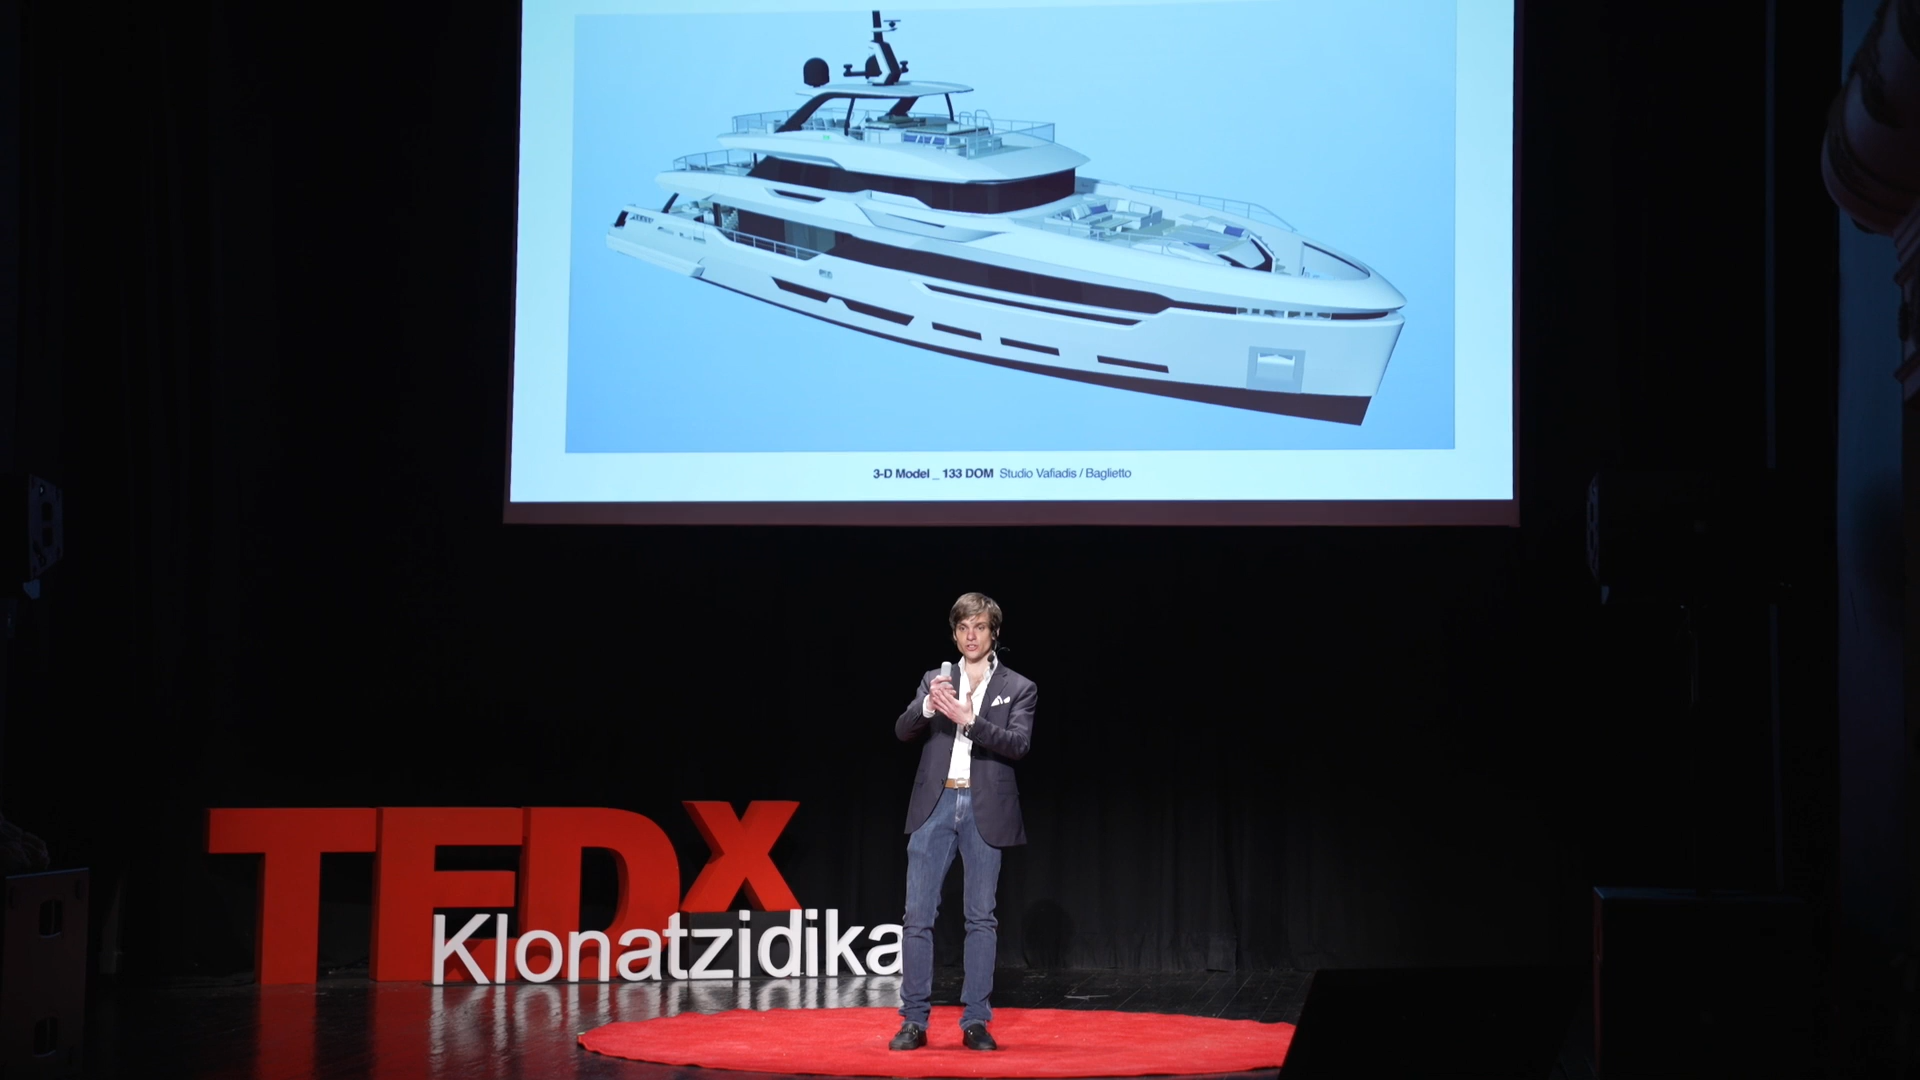 3-D Model _ 133 DOM Studio Vafiadis / Baglietto
TEDx
Klonatzidika